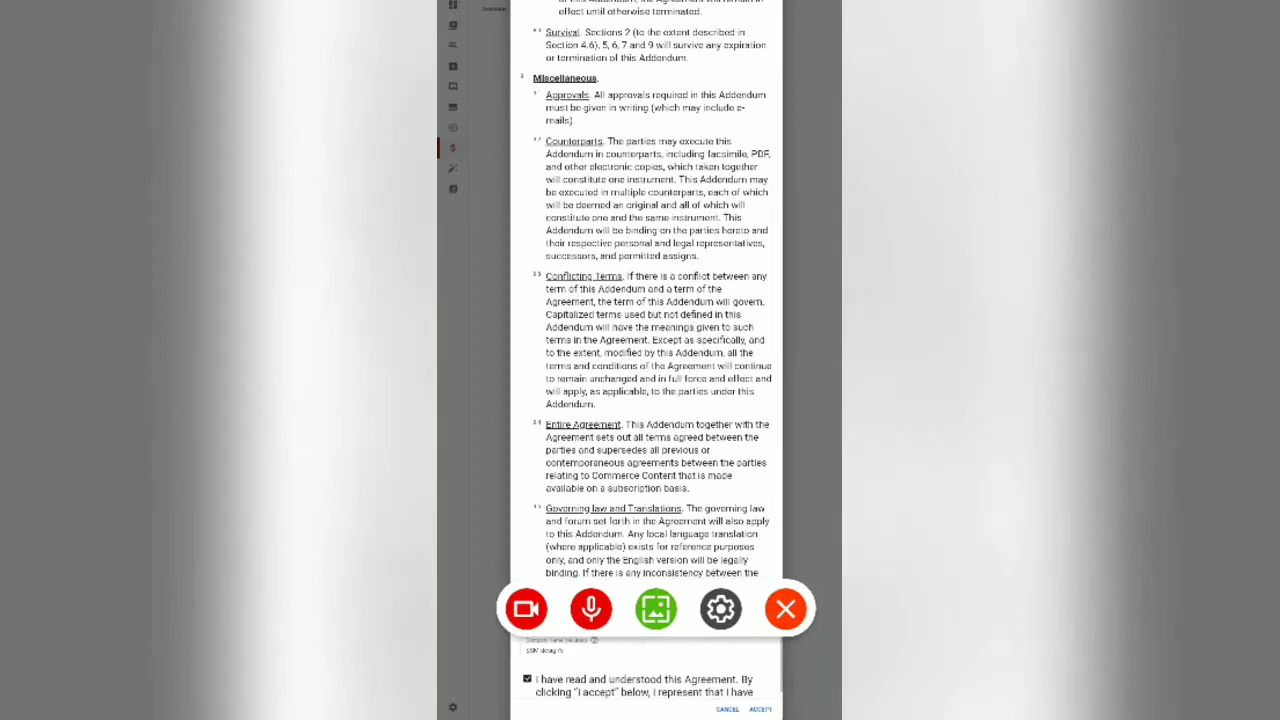 effect until otherwise terminated.
Survival. Sections 2 (to the extent described in
Section 4.6), 5, 6, 7 and 9 will survive any expiration
or termination of this Addendum.
Miscellaneous.
Approvals. All approvals required in this Addendum
must be given in writing (which may include e-
mails).
Counterparts. The parties may execute this
Addendum in counterparts, including facsimile, PDF,
and other electronic copies, which taken together
will constitute one instrument. This Addendum may
be executed in multiple counterparts, each of which
will be deemed an original and all of which will
constitute one and the same instrument. This
Addendum will be binding on the parties hereto and
their respective personal and legal representatives,
successors, and permitted assigns.
Conflicting Terms. If there is a conflict between any
term of this Addendum and a term of the
Agreement, the term of this Addendum will govern.
Capitalized terms used but not defined in this
Addendum will have the meanings given to such
terms in the Agreement. Except as specifically, and
to the extent, modified by this Addendum, all the
terms and conditions of the Agreement will continue
to remain unchanged and in full force and effect and
will apply, as applicable, to the parties under this
Addendum.
Entire Agreement. This Addendum together with the
Agreement sets out all terms agreed between the
parties and supersedes all previous or
contemporaneous agreements between the parties
relating to Commerce Content that is made
available on a subscription basis.
Governing law and Translations. The governing law
and forum set forth in the Agreement will also apply
to this Addendum. Any local language translation
(where applicable) exists for reference purposes
only, and only the English version will be legally
binding. If there is any inconsistency between the
I have read and understood this Agreement. By
clicking "I accept" below, I represent that I have
CANCEL ACCEPT